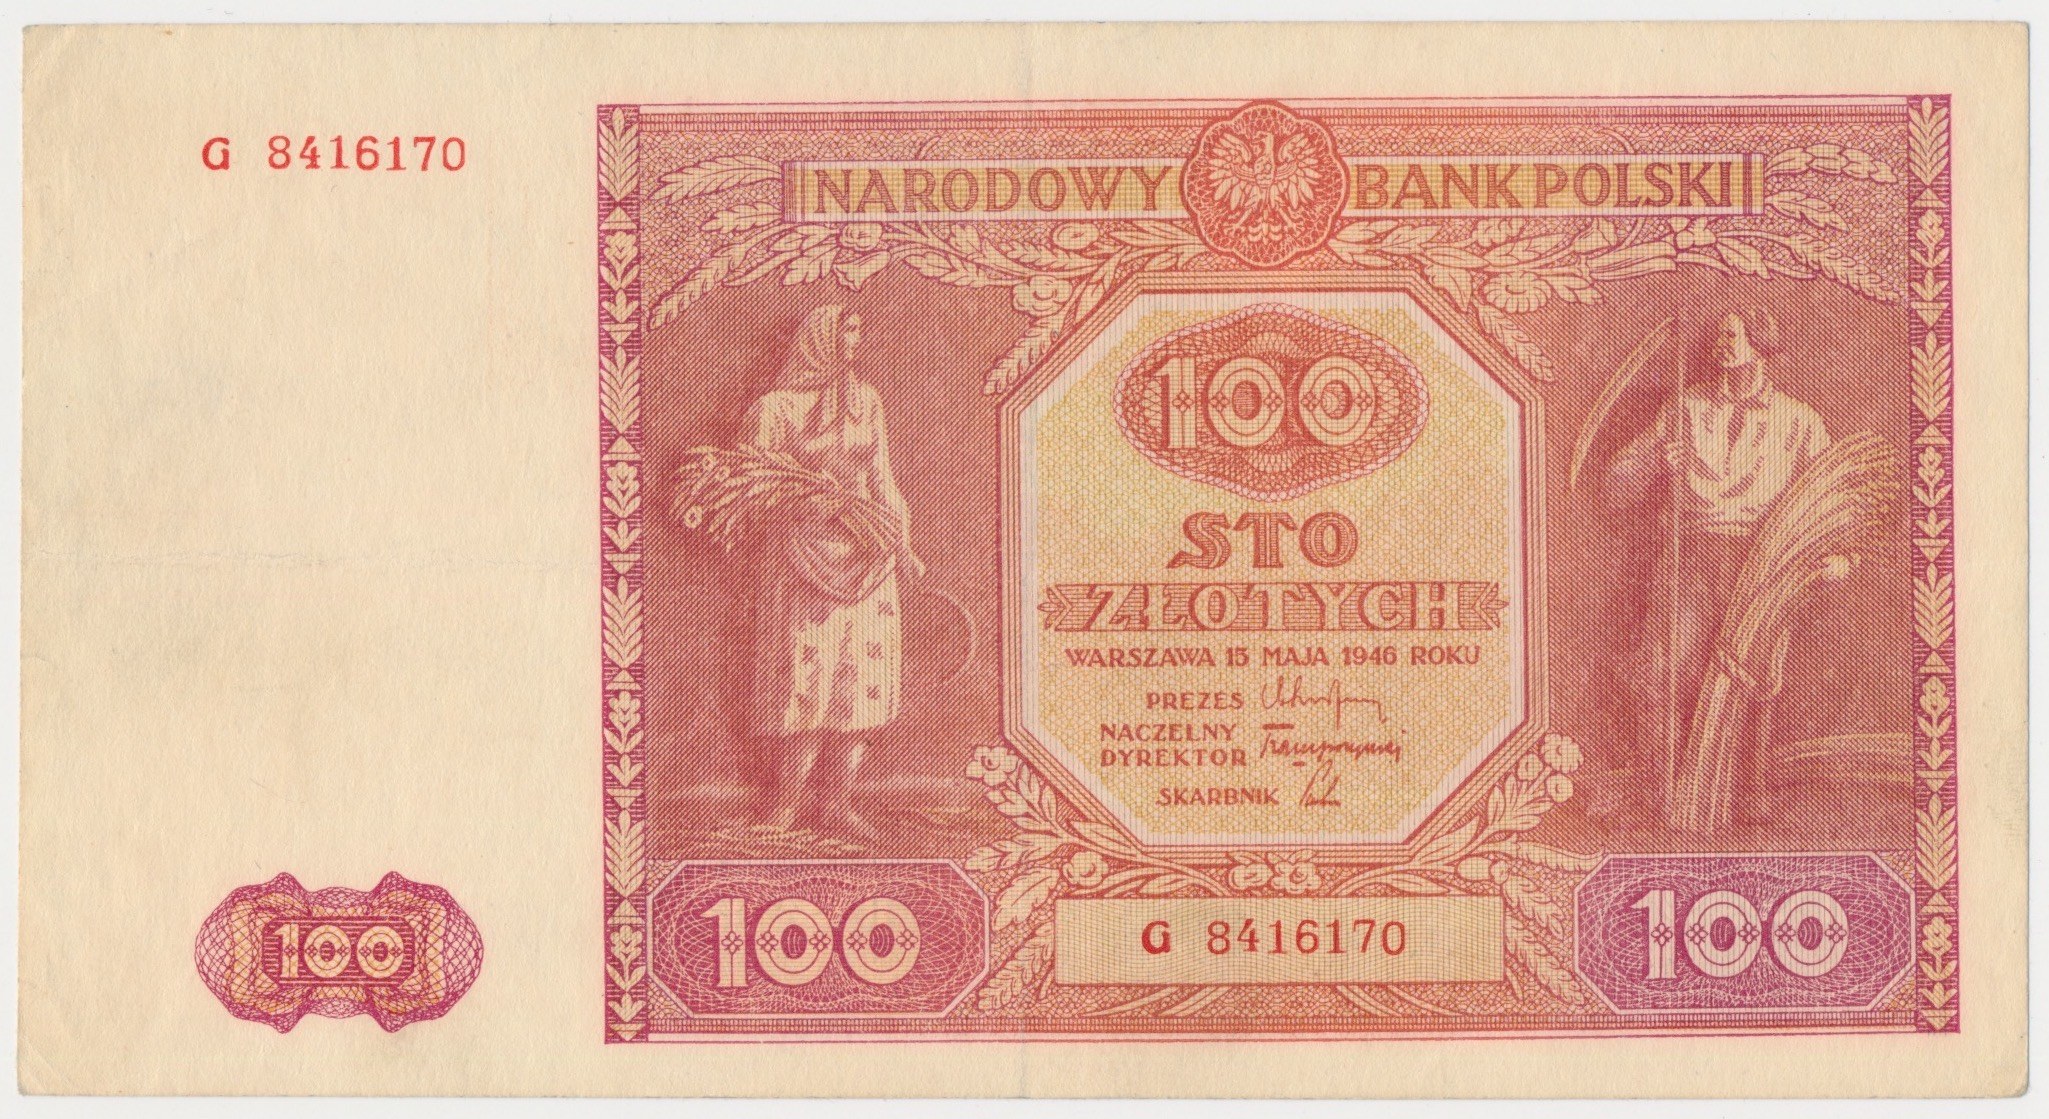 G 8416170
NARODOWY BANK POLSKI
100
STO
ZŁOTYCH
WARSZAWA 15 MAJA 1946 ROKU
PREZES
NACZELNY
DYREKTOR
SKARBNIK
100
100
G 8416170
100